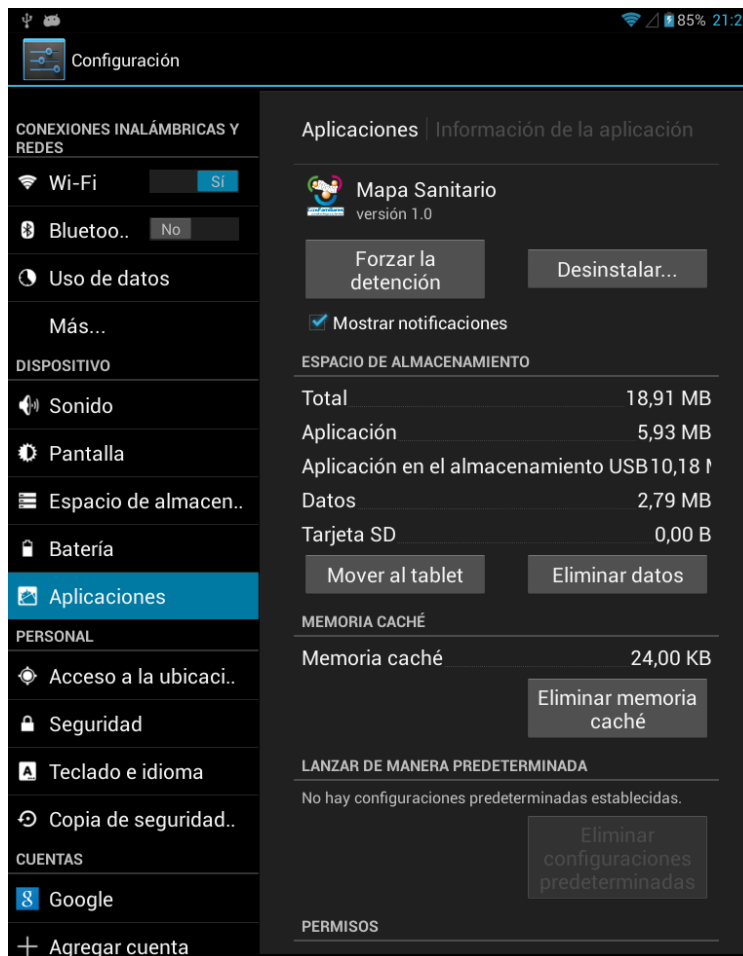 85% 21:2
Configuración
CONEXIONES INALÁMBRICAS Y
REDES
Wi-Fi Sí
Bluetoo.. No
Uso de datos
Más...
DISPOSITIVO
Sonido
Pantalla
Espacio de almacen..
Batería
Aplicaciones
PERSONAL
Acceso a la ubicaci..
Seguridad
Teclado e idioma
Copia de seguridad..
CUENTAS
Google
Agregar cuenta
Aplicaciones Información de la aplicación
Mapa Sanitario
versión 1.0
Forzar la
detención
Desinstalar...
Mostrar notificaciones
ESPACIO DE ALMACENAMIENTO
Total 18,91 MB
Aplicación 5,93 MB
Aplicación en el almacenamiento USB 10,18 M
Datos 2,79 MB
Tarjeta SD 0,00 B
Mover al tablet Eliminar datos
MEMORIA CACHÉ
Memoria caché 24,00 KB
Eliminar memoria
caché
LANZAR DE MANERA PREDETERMINADA
No hay configuraciones predeterminadas establecidas.
Eliminar
configuraciones
predeterminadas
PERMISOS